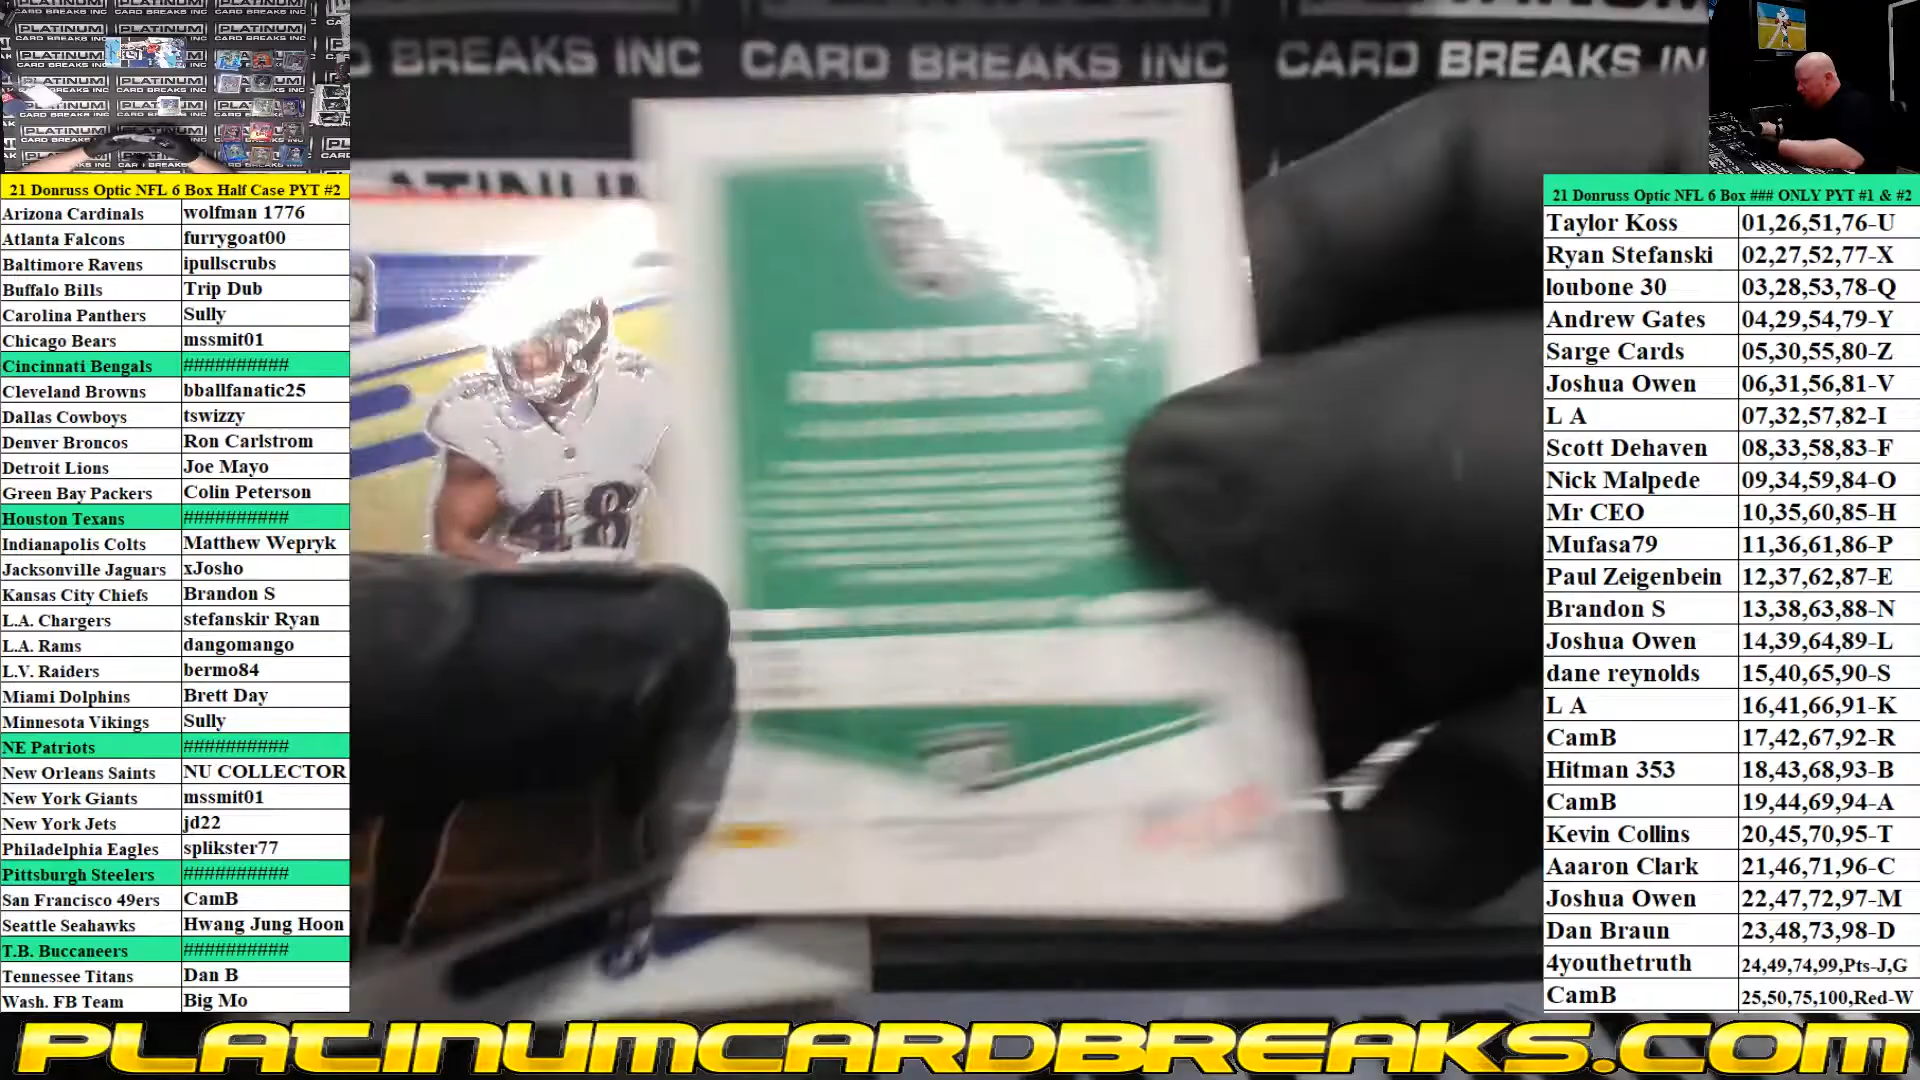 PLATINUM
CARD BREAKS INC
D BREAKS INC CARD BREAKS INC CARD BREAKS IN
PLATINUM
48
21 Donruss Optic NFL 6 Box Half Case PYT #2
Arizona Cardinals wolfman 1776
Atlanta Falcons furrygoat00
Baltimore Ravens ipullscrubs
Buffalo Bills Trip Dub
Carolina Panthers Sully
Chicago Bears mssmit01
Cincinnati Bengals ##########
Cleveland Browns bballfanatic25
Dallas Cowboys tswizzy
Denver Broncos Ron Carlstrom
Detroit Lions Joe Mayo
Green Bay Packers Colin Peterson
Houston Texans ##########
Indianapolis Colts Matthew Wepryk
Jacksonville Jaguars xJosho
Kansas City Chiefs Brandon S
L.A. Chargers stefanskir Ryan
L.A. Rams dangomango
L.V. Raiders bermo84
Miami Dolphins Brett Day
Minnesota Vikings Sully
NE Patriots ##########
New Orleans Saints NU COLLECTOR
New York Giants mssmit01
New York Jets jd22
Philadelphia Eagles splikster77
Pittsburgh Steelers ##########
San Francisco 49ers CamB
Seattle Seahawks Hwang Jung Hoon
T.B. Buccaneers ##########
Tennessee Titans Dan B
Wash. FB Team Big Mo
21 Donruss Optic NFL 6 Box ### ONLY PYT #1 & #2
Taylor Koss 01,26,51,76-U
Ryan Stefanski 02,27,52,77-X
loubone 30 03,28,53,78-Q
Andrew Gates 04,29,54,79-Y
Sarge Cards 05,30,55,80-Z
Joshua Owen 06,31,56,81-V
L A 07,32,57,82-I
Scott Dehaven 08,33,58,83-F
Nick Malpede 09,34,59,84-O
Mr CEO 10,35,60,85-H
Mufasa79 11,36,61,86-P
Paul Zeigenbein 12,37,62,87-E
Brandon S 13,38,63,88-N
Joshua Owen 14,39,64,89-L
dane reynolds 15,40,65,90-S
L A 16,41,66,91-K
CamB 17,42,67,92-R
Hitman 353 18,43,68,93-B
CamB 19,44,69,94-A
Kevin Collins 20,45,70,95-T
Aaaron Clark 21,46,71,96-C
Joshua Owen 22,47,72,97-M
Dan Braun 23,48,73,98-D
4youthetruth 24,49,74,99,Pts-J,G
CamB 25,50,75,100,Red-W
PLATINUMCARDBREAKS.COM